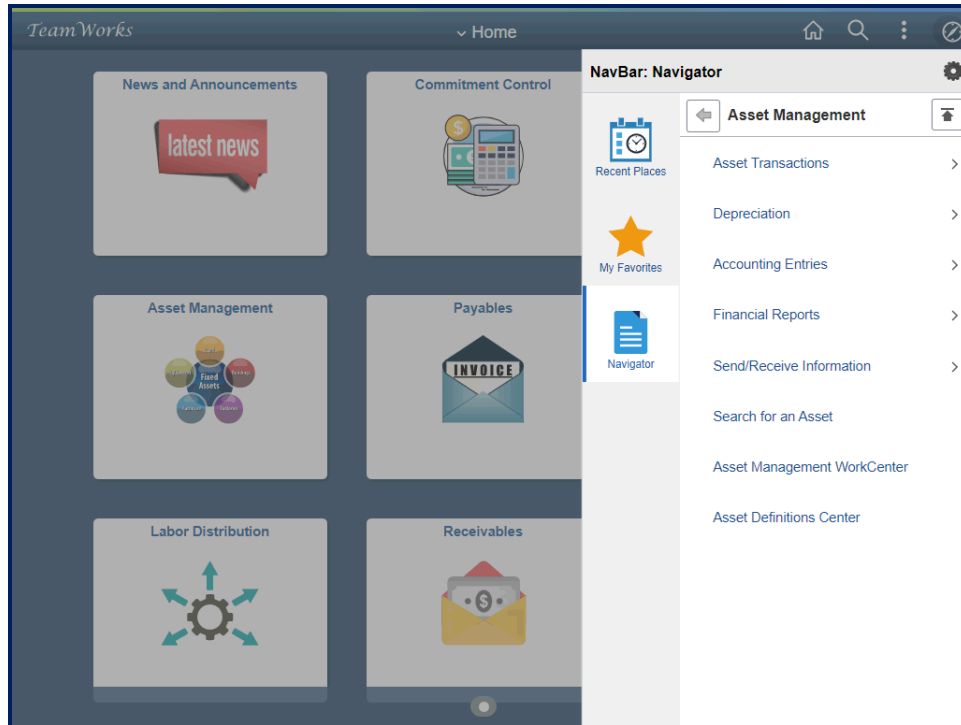 TeamWorks
Home
NavBar: Navigator
News and Announcements
latest news
Commitment Control
Asset Management
Fixed
Assets
Payables
INVOICE
Labor Distribution
Receivables
Recent Places
My Favorites
Navigator
Asset Management
Asset Transactions
Depreciation
Accounting Entries
Financial Reports
Send/Receive Information
Search for an Asset
Asset Management WorkCenter
Asset Definitions Center